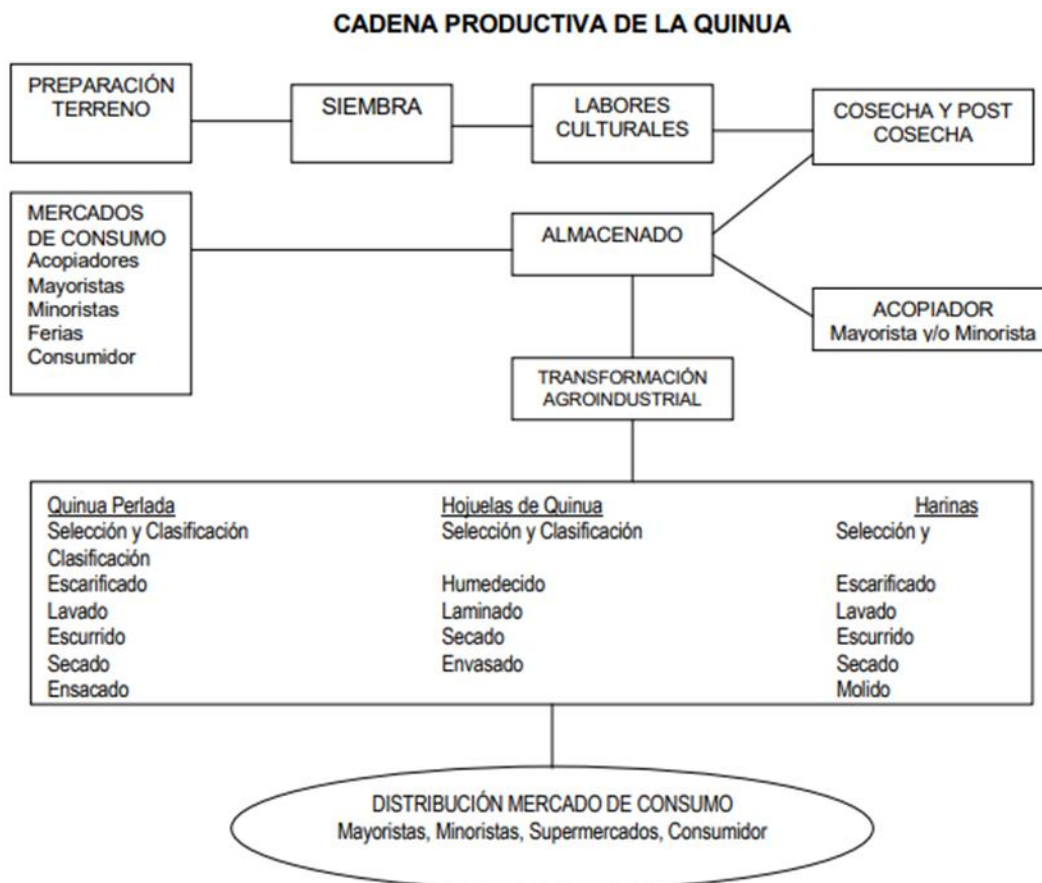 CADENA PRODUCTIVA DE LA QUINUA
PREPARACIÓN
TERRENO
SIEMBRA
LABORES
CULTURALES
COSECHA Y POST
COSECHA
MERCADOS
DE CONSUMO
Acopiadores
Mayoristas
Minoristas
Ferias
Consumidor
ALMACENADO
ACOPIADOR
Mayorista y/o Minorista
TRANSFORMACIÓN
AGROINDUSTRIAL
Quinua Perlada
Selección y Clasificación
Clasificación
Escarificado
Lavado
Escurrido
Secado
Ensacado
Hojuelas de Quinua
Selección y Clasificación
Humedecido
Laminado
Secado
Envasado
Harinas
Selección y
Escarificado
Lavado
Escurrido
Secado
Molido
DISTRIBUCIÓN MERCADO DE CONSUMO
Mayoristas, Minoristas, Supermercados, Consumidor